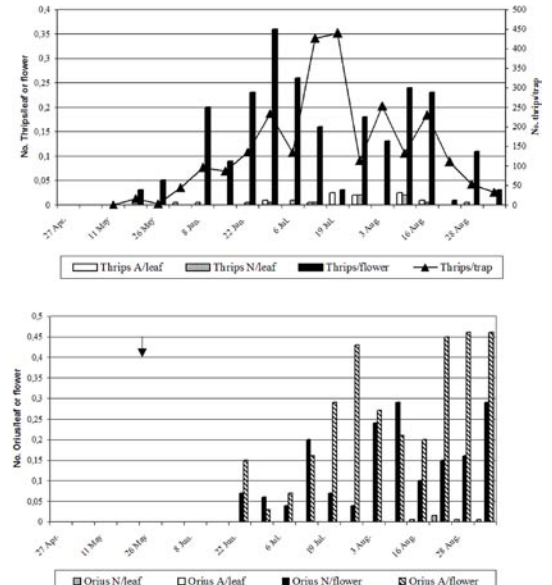 0,4
0,35
0,3
0,25
0,2
0,15
0,1
0,05
0
No. Thrips/leaf or flower
500
450
400
350
300
250
200
150
100
50
0
No. thrips/trap
27 Apr.
11 May
26 May
8 Jun.
22 Jun.
6 Jul.
19 Jul.
3 Aug.
16 Aug.
28 Aug.
Thrips A/leaf Thrips N/leaf Thrips/flower Thrips/trap
0,5
0,45
0,4
0,35
0,3
0,25
0,2
0,15
0,1
0,05
0
No. Orius/leaf or flower
27 Apr.
11 May
26 May
8 Jun.
22 Jun.
6 Jul.
19 Jul.
3 Aug.
16 Aug.
28 Aug.
Orius N/leaf Orius A/leaf Orius N/flower Orius A/flower